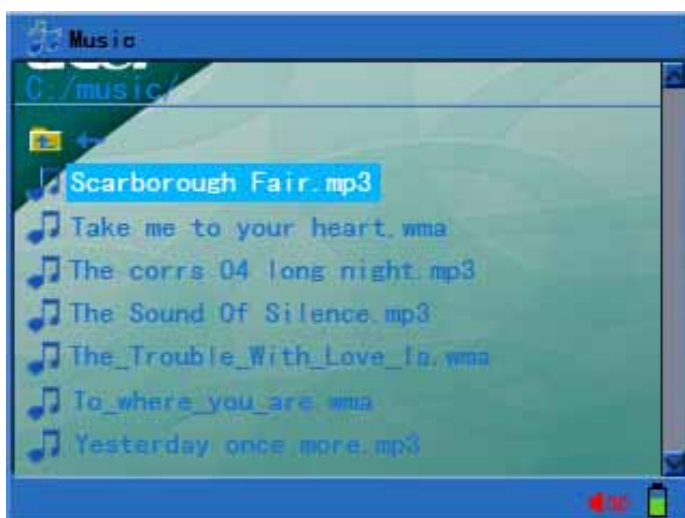 Music
C:/music/
Scarborough Fair.mp3
Take me to your heart.wma
The corrs 04 long night.mp3
The Sound Of Silence.mp3
The_Trouble_With_Love_Is.wma
To_where_you_are.wma
Yesterday once more.mp3